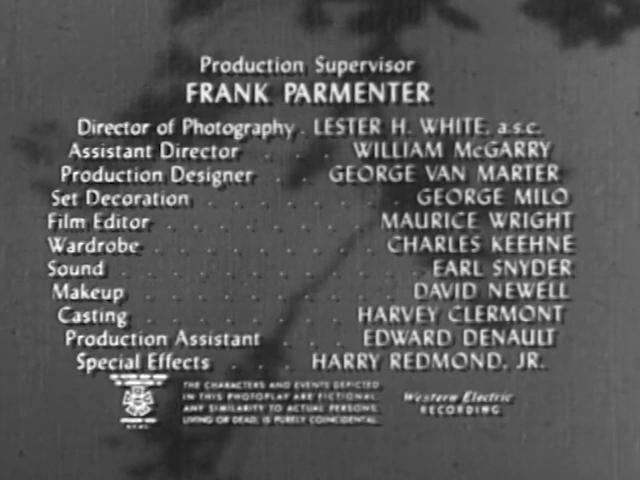 Production Supervisor
FRANK PARMENTER
Director of Photography . LESTER H. WHITE, a.s.c.
Assistant Director . . . WILLIAM McGARRY
Production Designer . . GEORGE VAN MARTER
Set Decoration . . . . . . . . GEORGE MILO
Film Editor . . . . . . . . MAURICE WRIGHT
Wardrobe . . . . . . . . CHARLES KEEHNE
Sound . . . . . . . . . . . EARL SNYDER
Makeup . . . . . . . . . DAVID NEWELL
Casting . . . . . . . HARVEY CLERMONT
Production Assistant . . . EDWARD DENAULT
Special Effects . . . HARRY REDMOND, JR.
THE CHARACTERS AND EVENTS DEPICTED
IN THIS PHOTOPLAY ARE FICTIONAL.
ANY SIMILARITY TO ACTUAL PERSONS,
LIVING OR DEAD, IS PURELY COINCIDENTAL.
Western Electric
RECORDING